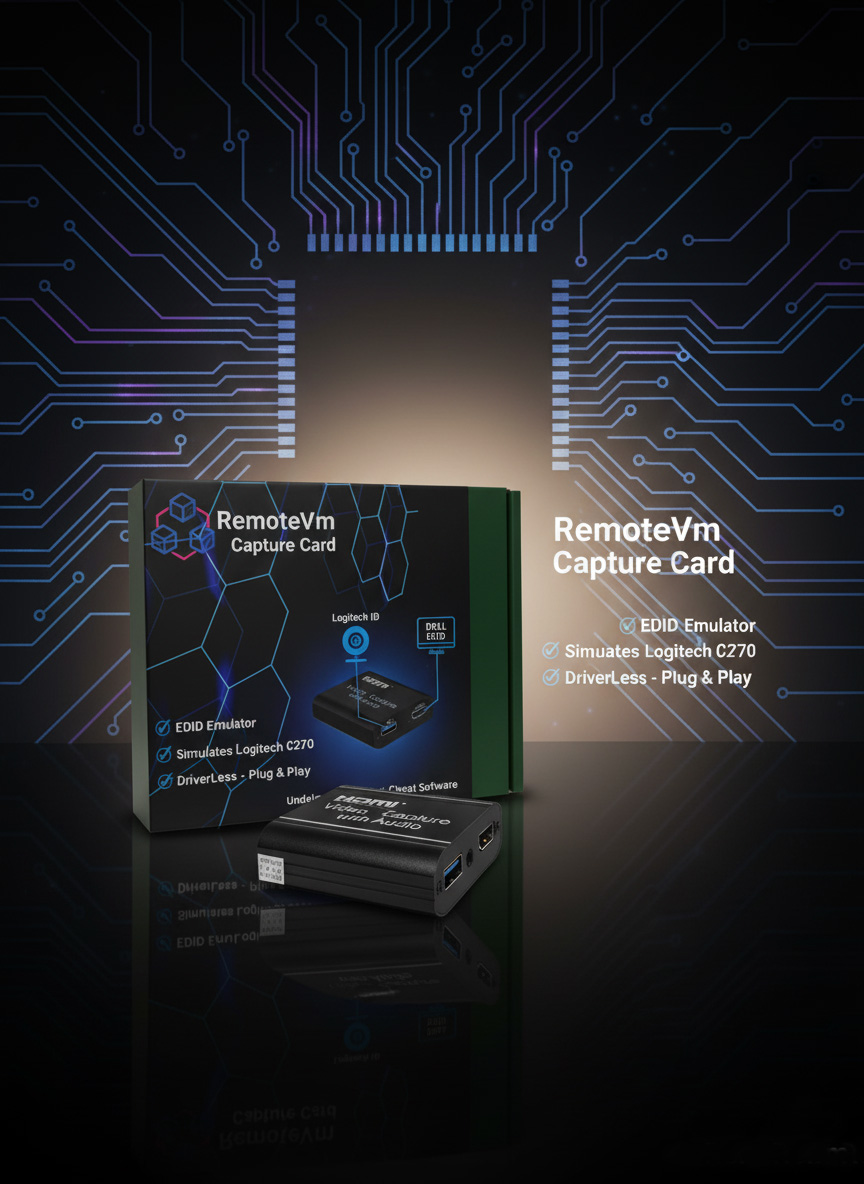 RemoteVm
Capture Card
Logitech ID
EDID Emulator
Simulates Logitech C270
DriverLess - Plug & Play
Cheat Software
HDMI
Video Capture
with Audio
RemoteVm
Capture Card
EDID Emulator
Simuates Logitech C270
DriverLess - Plug & Play